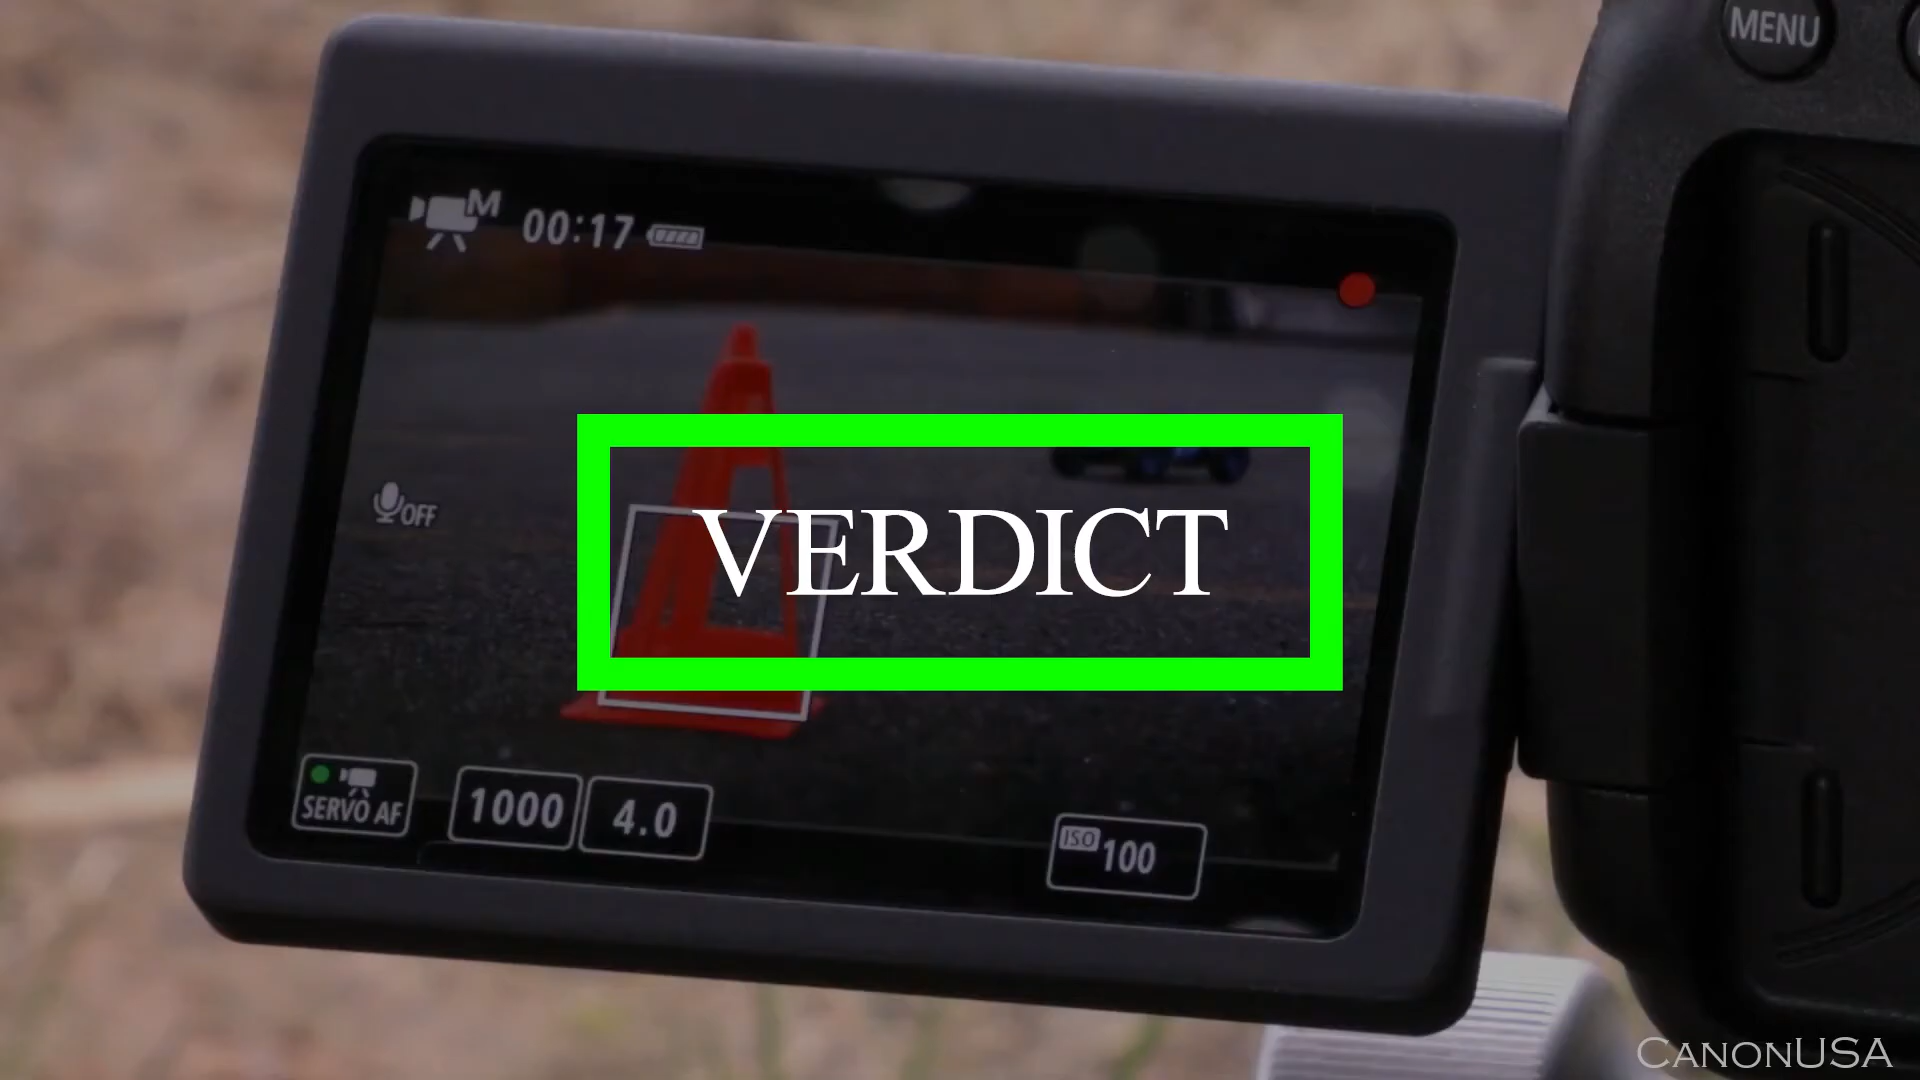 MENU
M
00:17
OFF
VERDICT
SERVO AF
1000
4.0
ISO 100
CANONUSA